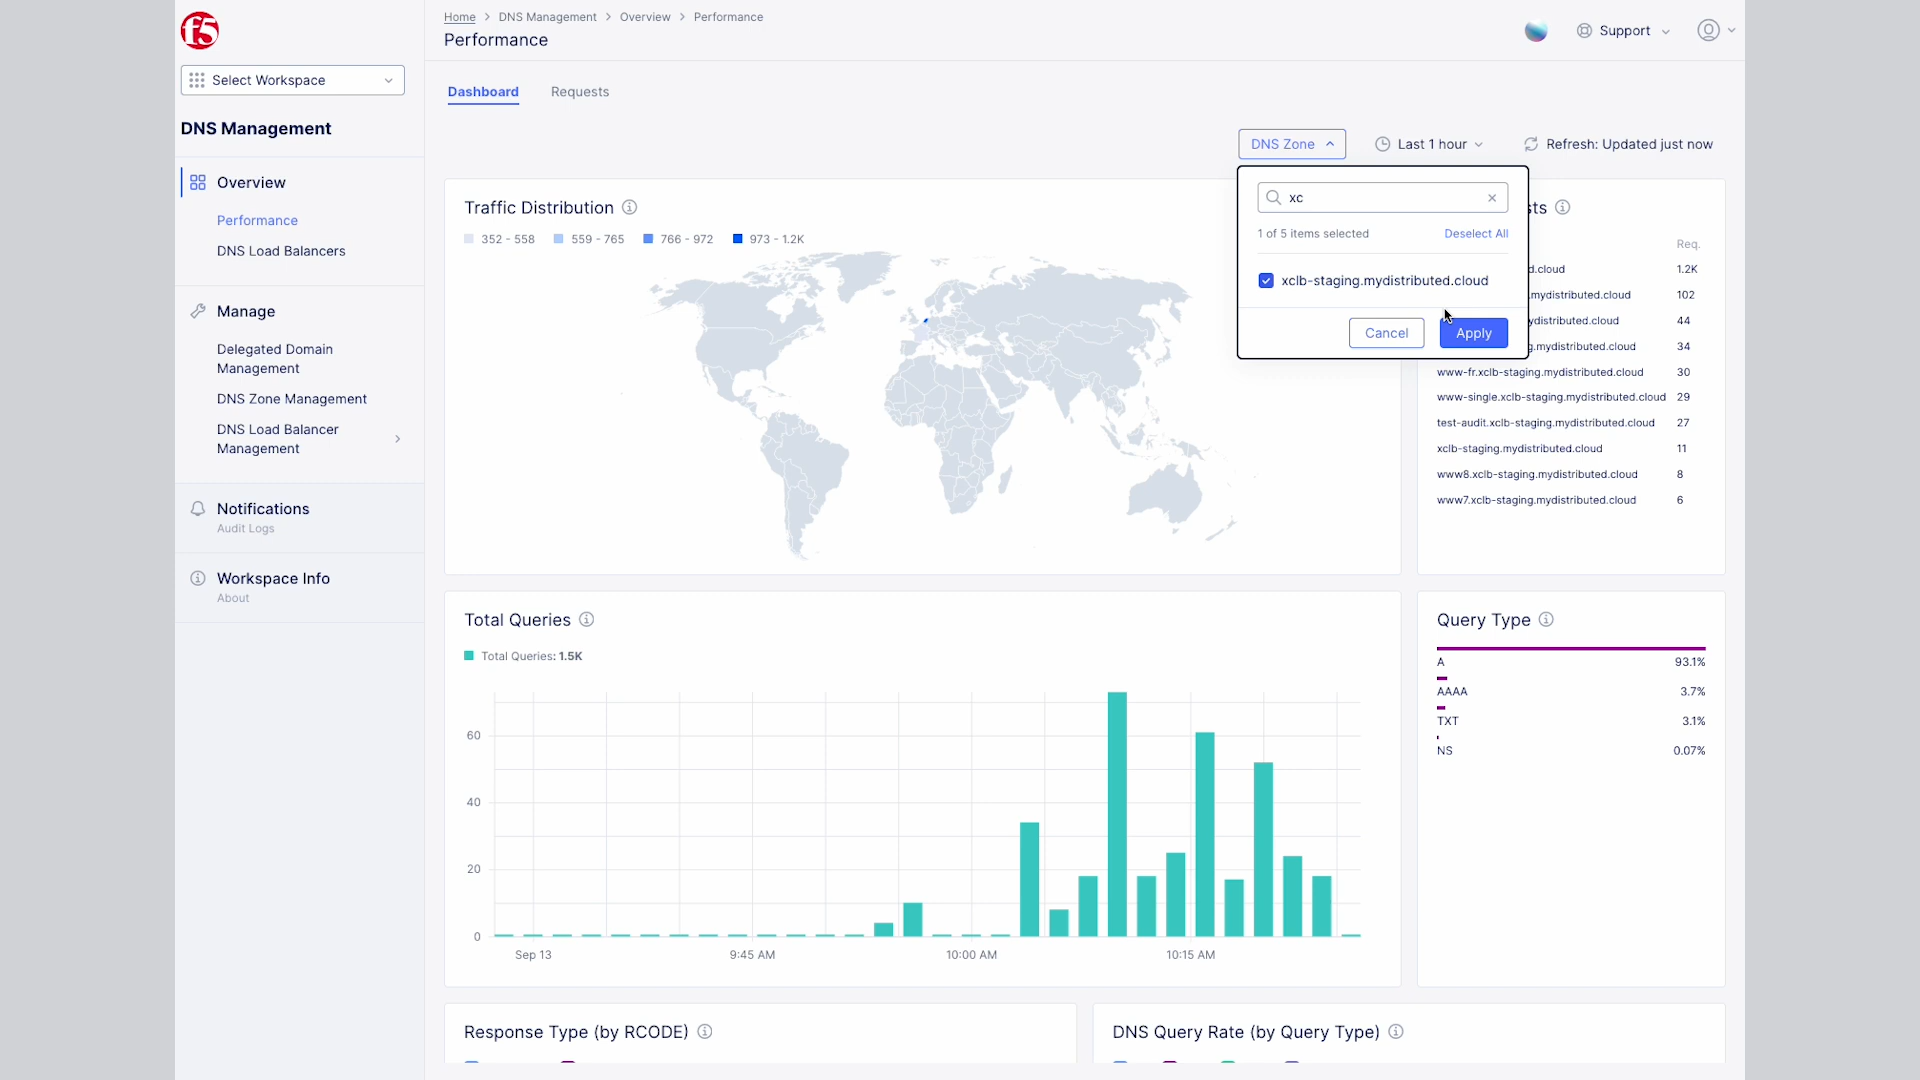 f5
Select Workspace
DNS Management
Overview
Performance
DNS Load Balancers
Manage
Delegated Domain
Management
DNS Zone Management
DNS Load Balancer
Management
Notifications
Audit Logs
Workspace Info
About
Home > DNS Management > Overview > Performance
Performance
Support
Dashboard
Requests
DNS Zone
Last 1 hour
Refresh: Updated just now
xc
1 of 5 items selected
Deselect All
xclb-staging.mydistributed.cloud
Cancel
Apply
Traffic Distribution
352 - 558
559 - 765
766 - 972
973 - 1.2K
sts
Req.
d.cloud 1.2K
.mydistributed.cloud 102
ydistributed.cloud 44
g.mydistributed.cloud 34
www-fr.xclb-staging.mydistributed.cloud 30
www-single.xclb-staging.mydistributed.cloud 29
test-audit.xclb-staging.mydistributed.cloud 27
xclb-staging.mydistributed.cloud 11
www8.xclb-staging.mydistributed.cloud 8
www7.xclb-staging.mydistributed.cloud 6
Total Queries
Total Queries: 1.5K
60
40
20
0
Sep 13
9:45 AM
10:00 AM
10:15 AM
Query Type
A 93.1%
AAAA 3.7%
TXT 3.1%
NS 0.07%
Response Type (by RCODE)
DNS Query Rate (by Query Type)